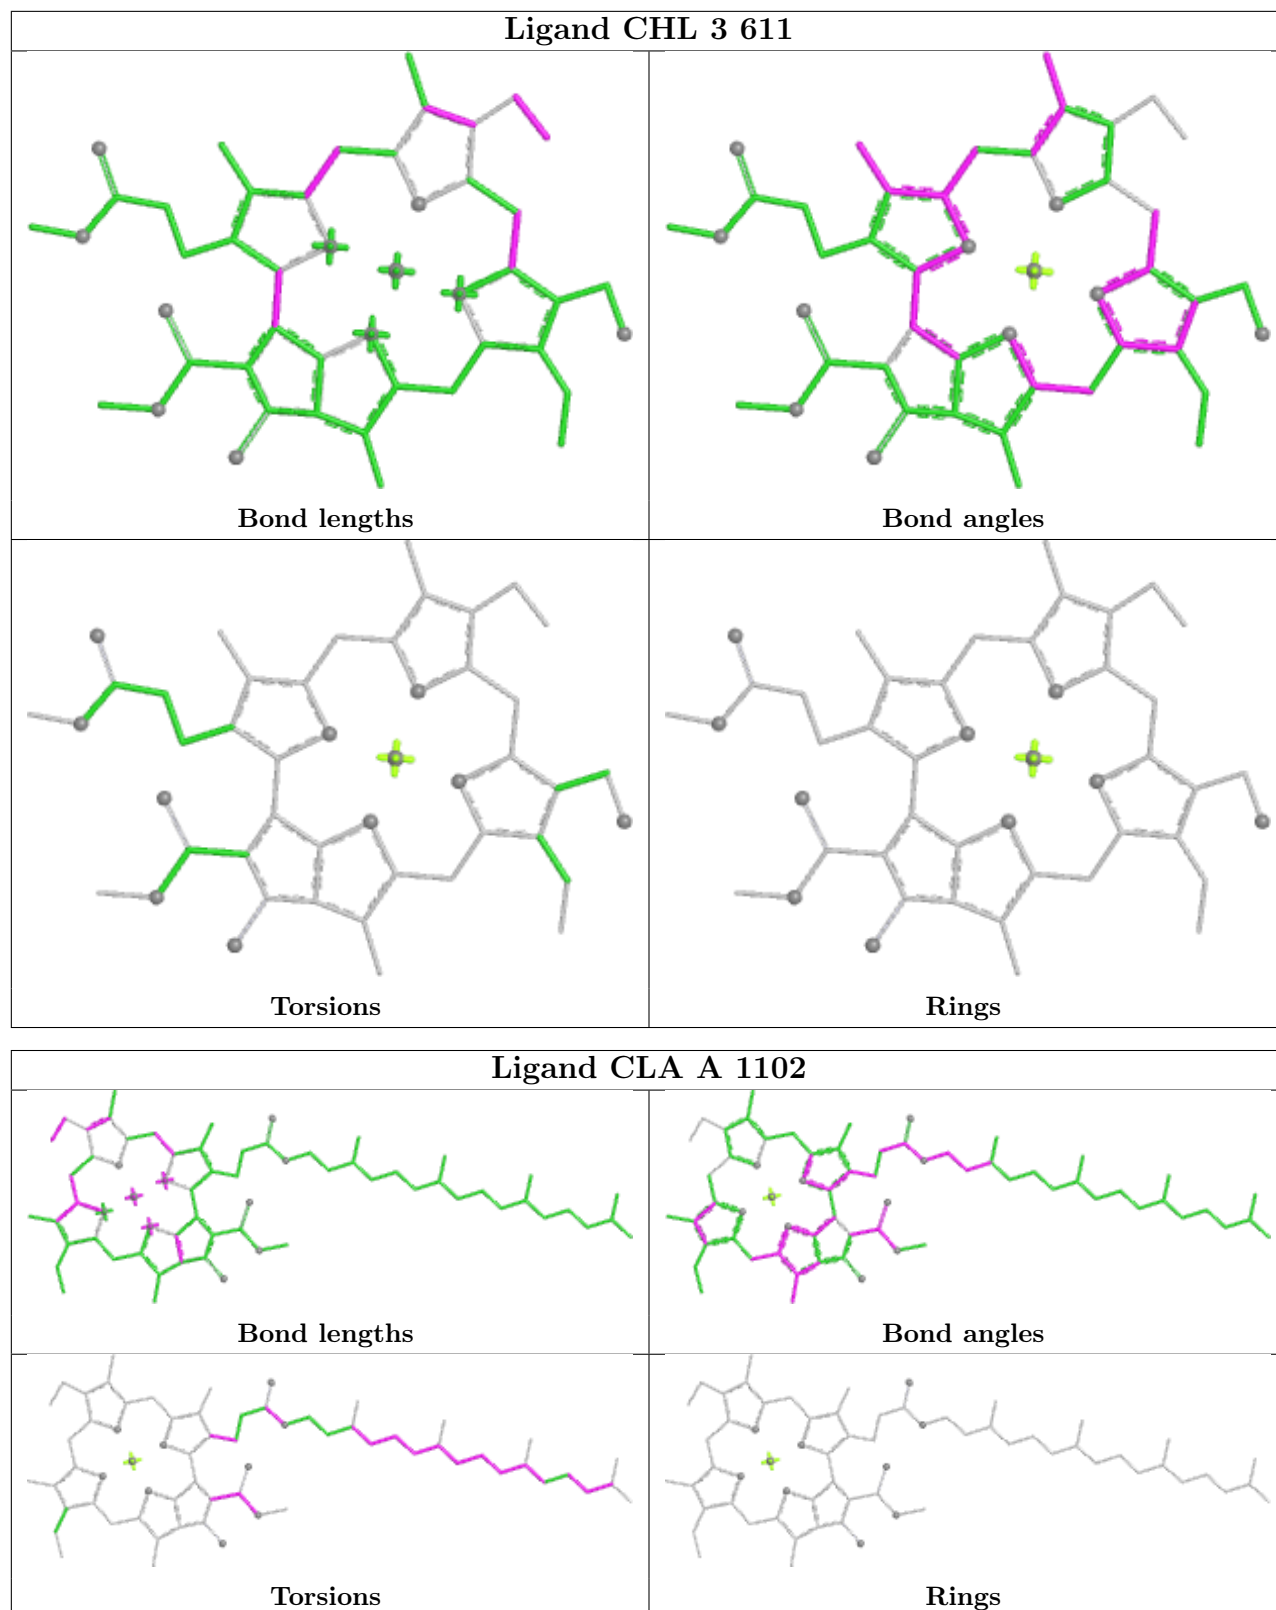 Ligand CHL 3 611
Bond lengths
Bond angles
Torsions
Rings
Ligand CLA A 1102
Bond lengths
Bond angles
Torsions
Rings